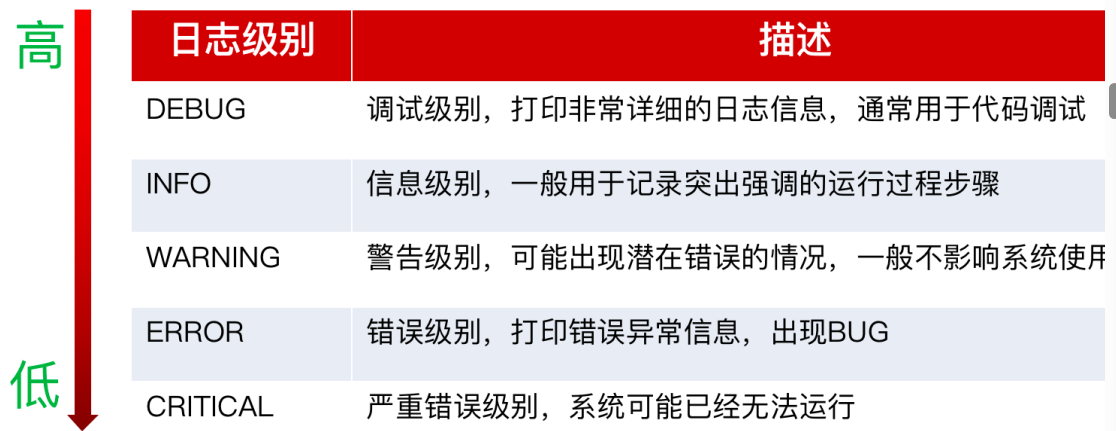 高
日志级别 描述
DEBUG 调试级别，打印非常详细的日志信息，通常用于代码调试
INFO 信息级别，一般用于记录突出强调的运行过程步骤
WARNING 警告级别，可能出现潜在错误的情况，一般不影响系统使用
ERROR 错误级别，打印错误异常信息，出现BUG
低
CRITICAL 严重错误级别，系统可能已经无法运行